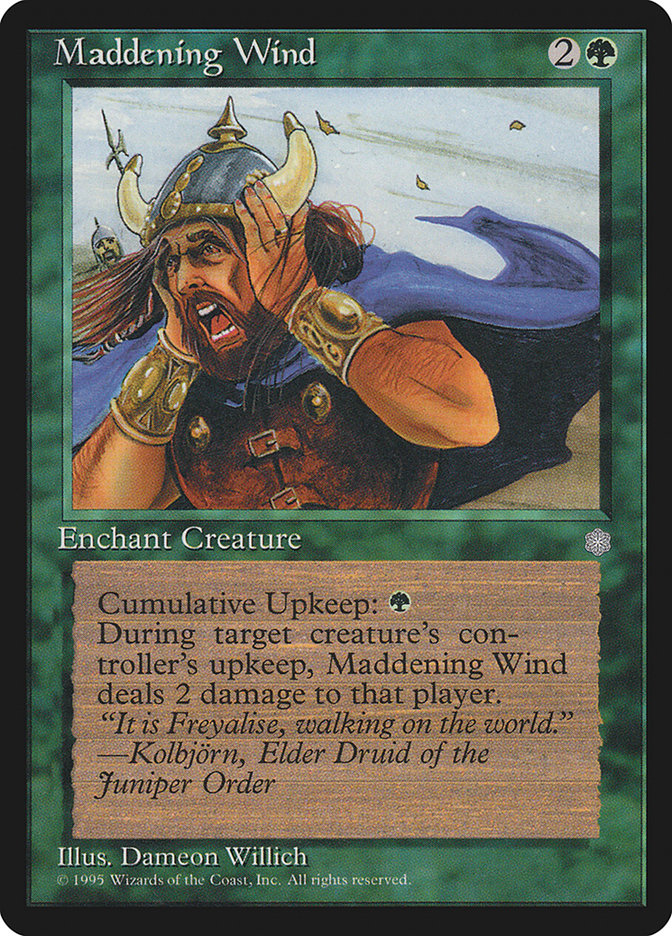 Maddening Wind 2
Enchant Creature
Cumulative Upkeep:
During target creature's con-
troller's upkeep, Maddening Wind
deals 2 damage to that player.
"It is Freyalise, walking on the world."
—Kolbjörn, Elder Druid of the
Juniper Order
Illus. Dameon Willich
© 1995 Wizards of the Coast, Inc. All rights reserved.